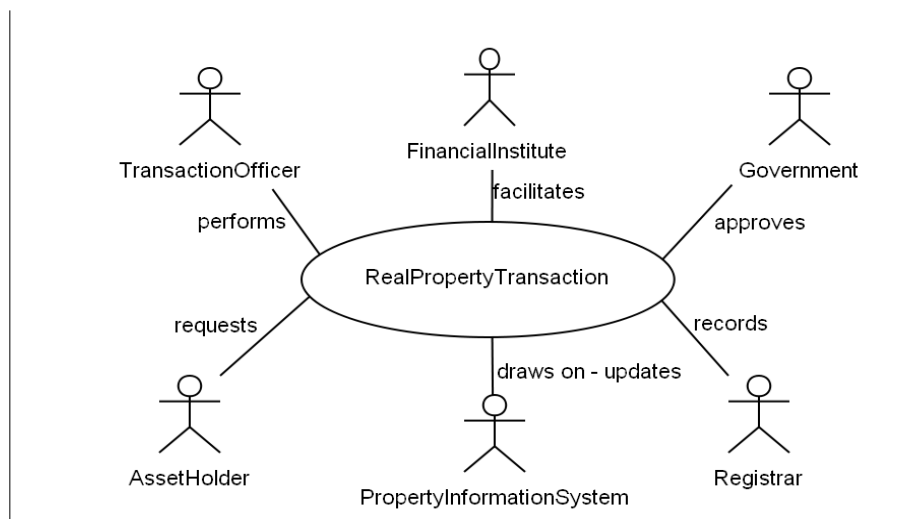 FinancialInstitute
TransactionOfficer
Government
facilitates
performs
approves
RealPropertyTransaction
requests
records
draws on - updates
AssetHolder
Registrar
PropertyInformationSystem